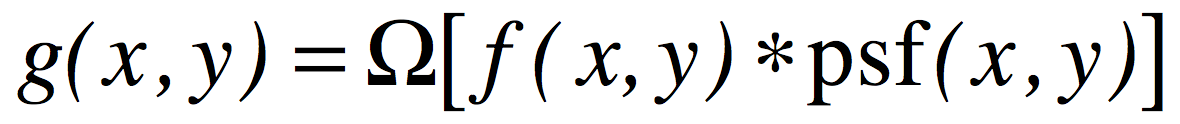 g(x,y) = Ω[f(x,y) * psf(x,y)]